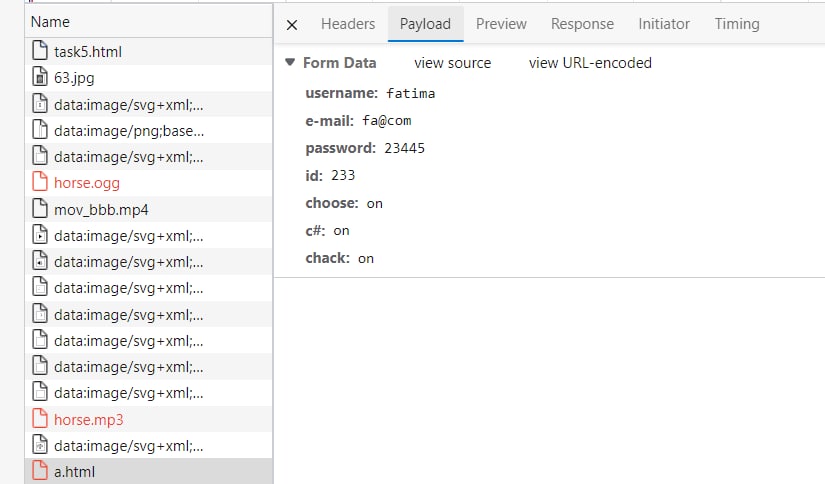 Name
task5.html
63.jpg
data:image/svg+xml;...
data:image/png;base...
data:image/svg+xml;...
horse.ogg
mov_bbb.mp4
data:image/svg+xml;...
data:image/svg+xml;...
data:image/svg+xml;...
data:image/svg+xml;...
data:image/svg+xml;...
data:image/svg+xml;...
data:image/svg+xml;...
horse.mp3
data:image/svg+xml;...
a.html
Headers Payload Preview Response Initiator Timing
Form Data view source view URL-encoded
username: fatima
e-mail: fa@com
password: 23445
id: 233
choose: on
c#: on
chack: on